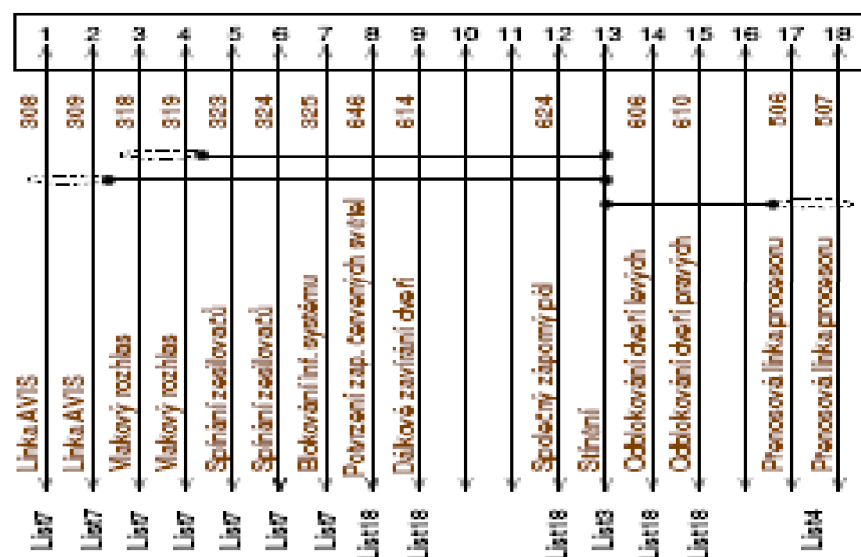 1 2 3 4 5 6 7 8 9 10 11 12 13 14 15 16 17 18
308 309 318 319 323 324 325 646 614 624 606 610 506 507
Linka AVIS
Linka AVIS
Vlakový rozhlas
Vlakový rozhlas
Spínání zesilovačů
Spínání zesilovačů
Blokování inf. systému
Potvrzení zap. červených světel
Dálkové zavírání dveří
Společný záporný pól
Stínění
Odblokování dveří levých
Odblokování dveří pravých
Přenosová linka procesoru
Přenosová linka procesoru
List7 List7 List7 List7 List7 List7 List7 List18 List18 List18 List3 List18 List18 List4